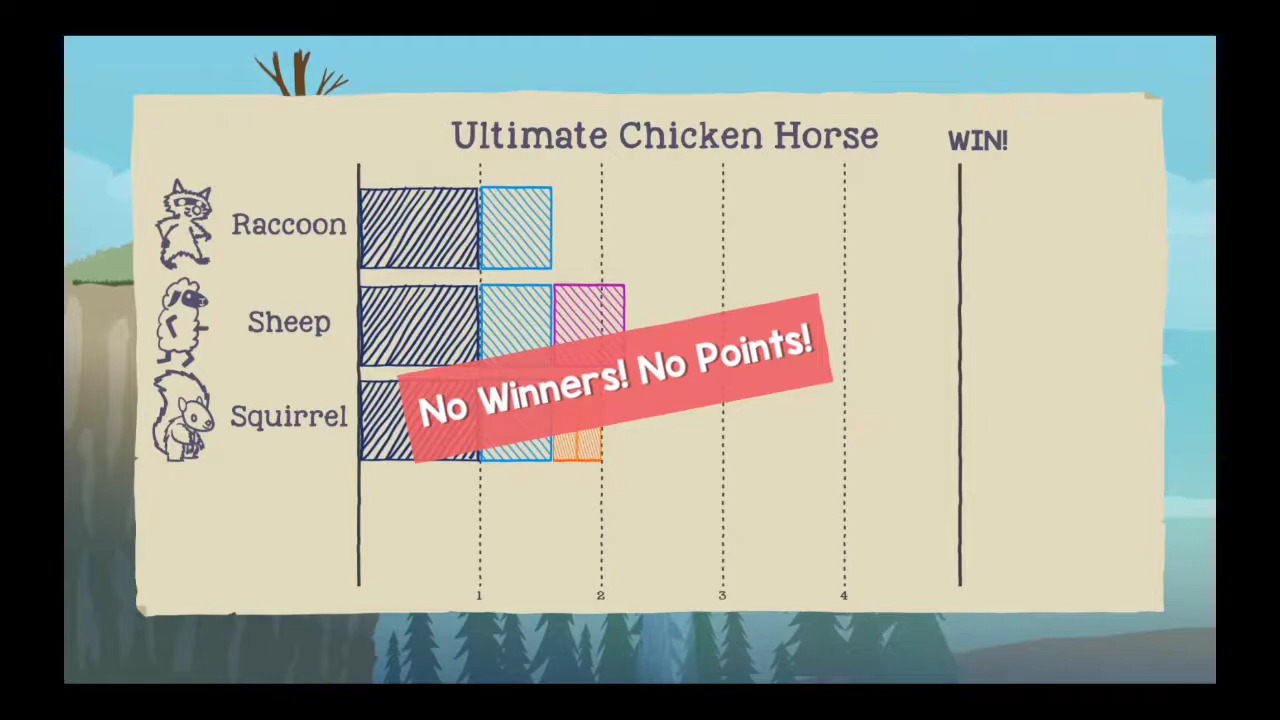 Ultimate Chicken Horse
WIN!
Raccoon
Sheep
No Winners! No Points!
Squirrel
1 2 3 4